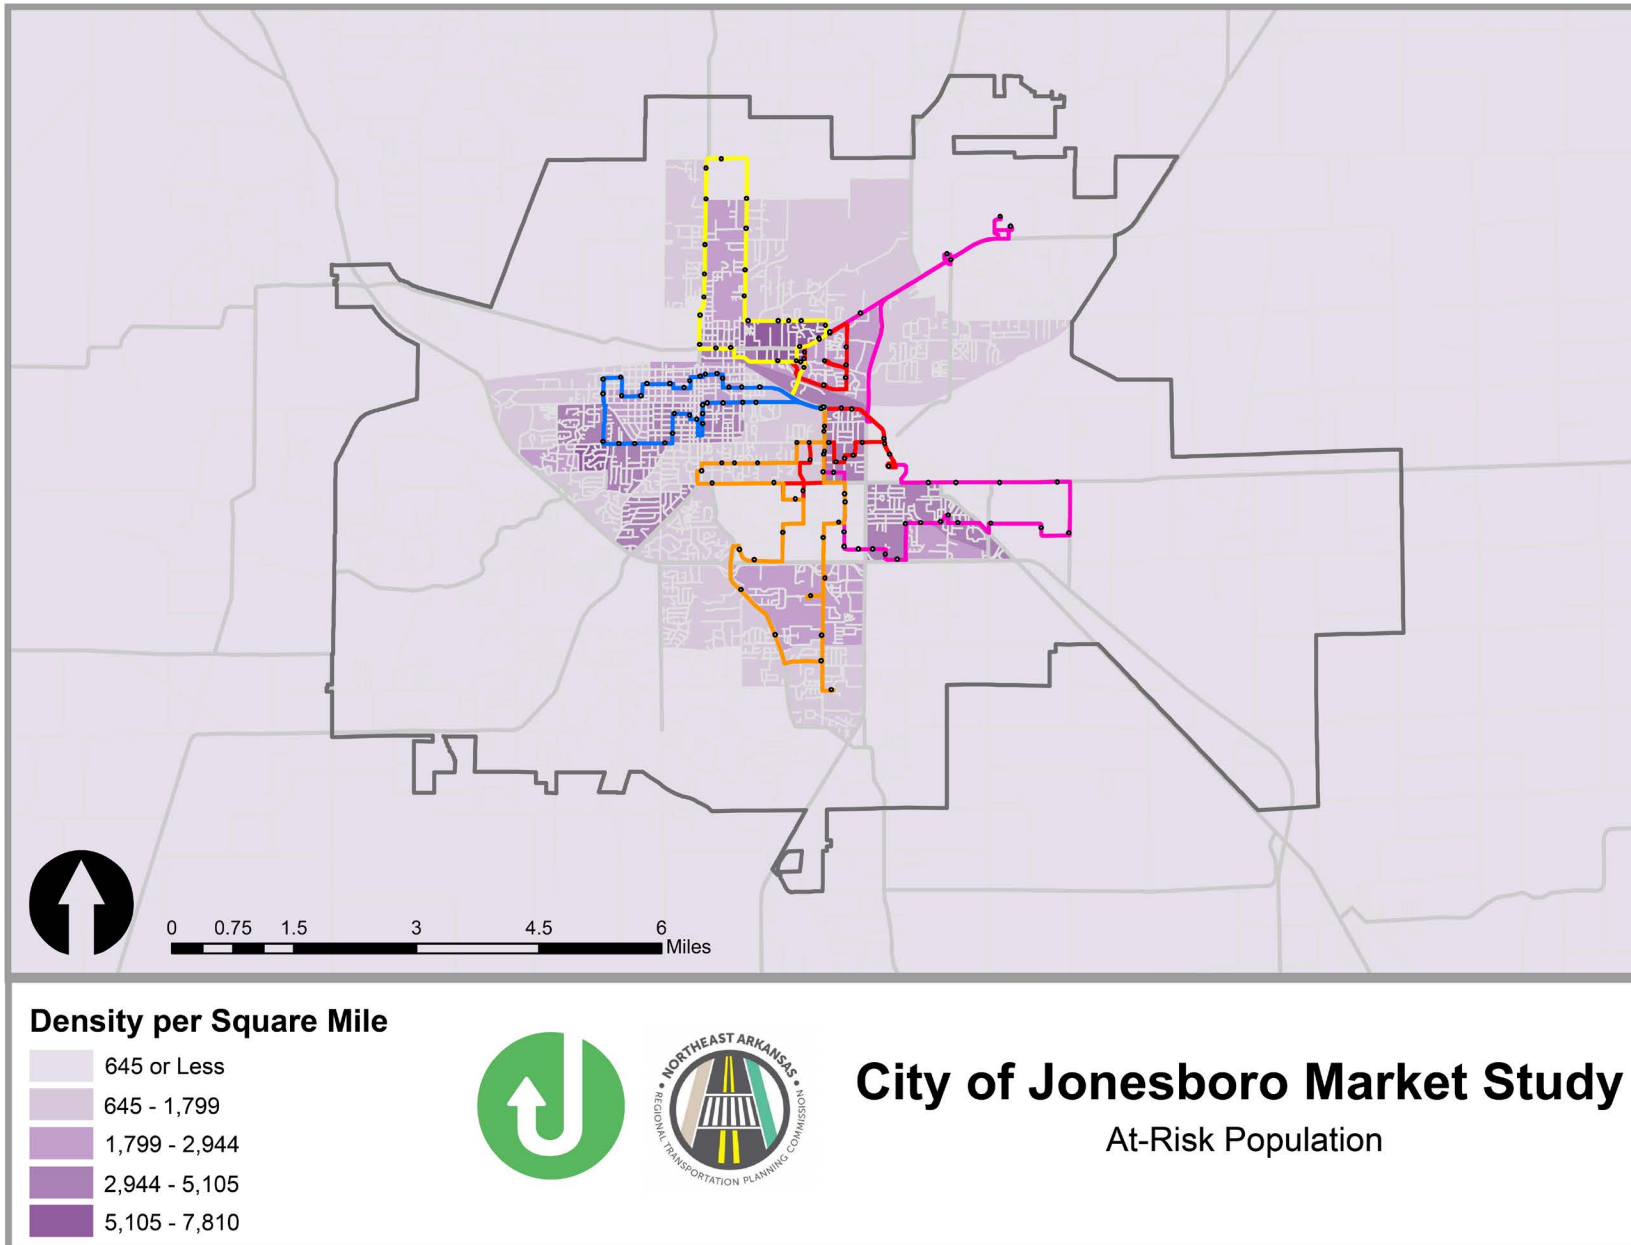 0 0.75 1.5 3 4.5 6
Miles
Density per Square Mile
645 or Less
645 - 1,799
1,799 - 2,944
2,944 - 5,105
5,105 - 7,810
NORTHEAST ARKANSAS
REGIONAL TRANSPORTATION PLANNING COMMISSION
City of Jonesboro Market Study
At-Risk Population